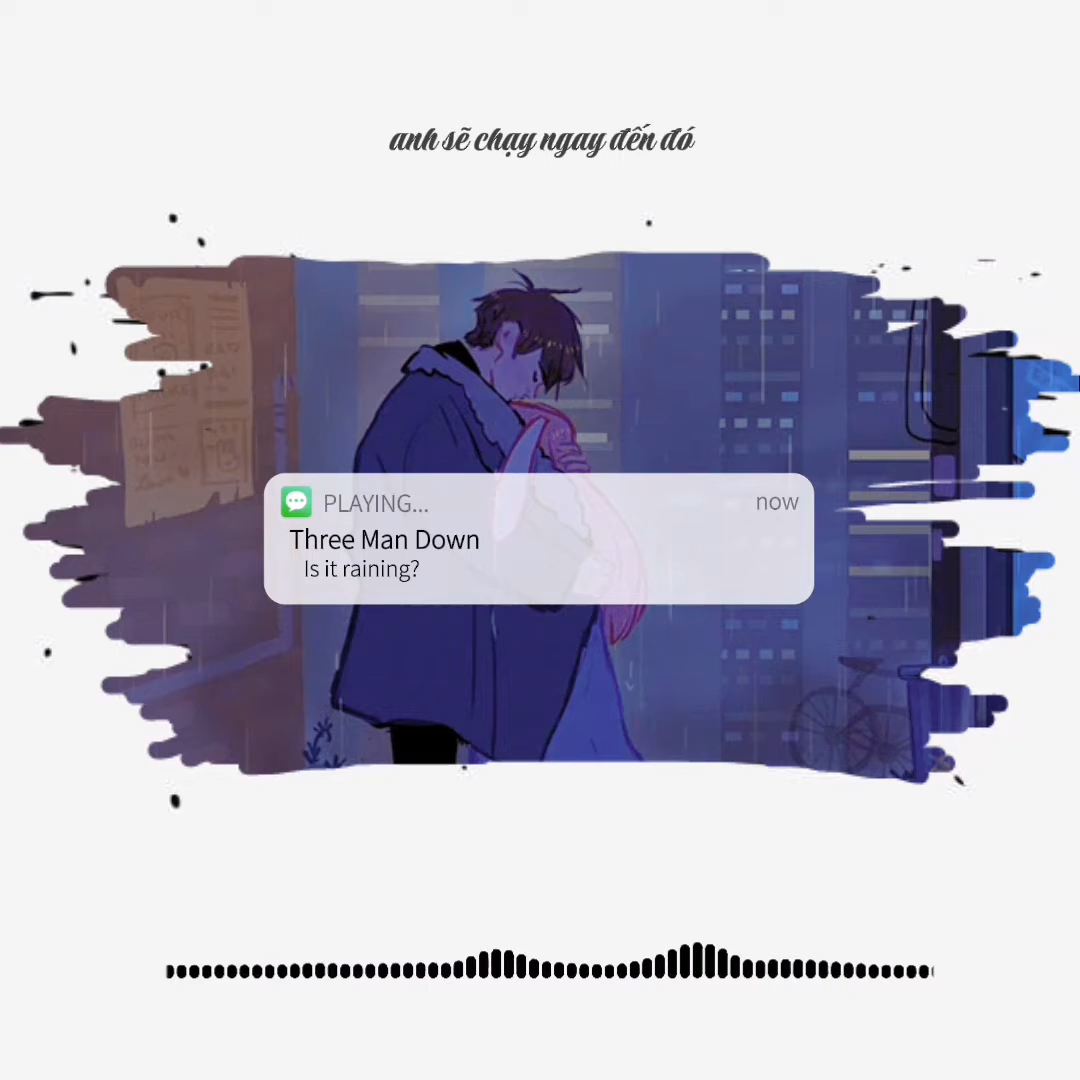 anh sẽ chạy ngay đến đó
PLAYING... now
Three Man Down
Is it raining?